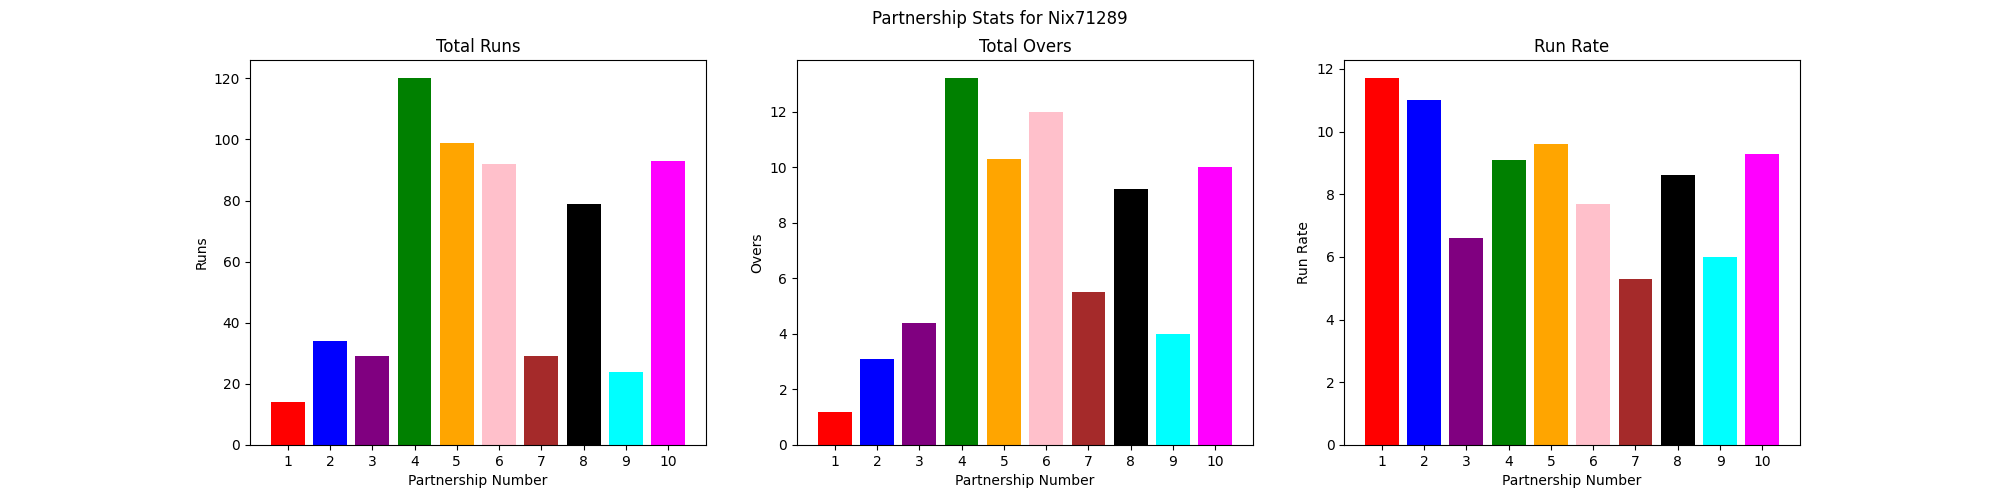 Partnership Stats for Nix71289
Total Runs
Runs
120
100
80
60
40
20
0
1 2 3 4 5 6 7 8 9 10
Partnership Number
Total Overs
Overs
12
10
8
6
4
2
0
1 2 3 4 5 6 7 8 9 10
Partnership Number
Run Rate
Run Rate
12
10
8
6
4
2
0
1 2 3 4 5 6 7 8 9 10
Partnership Number